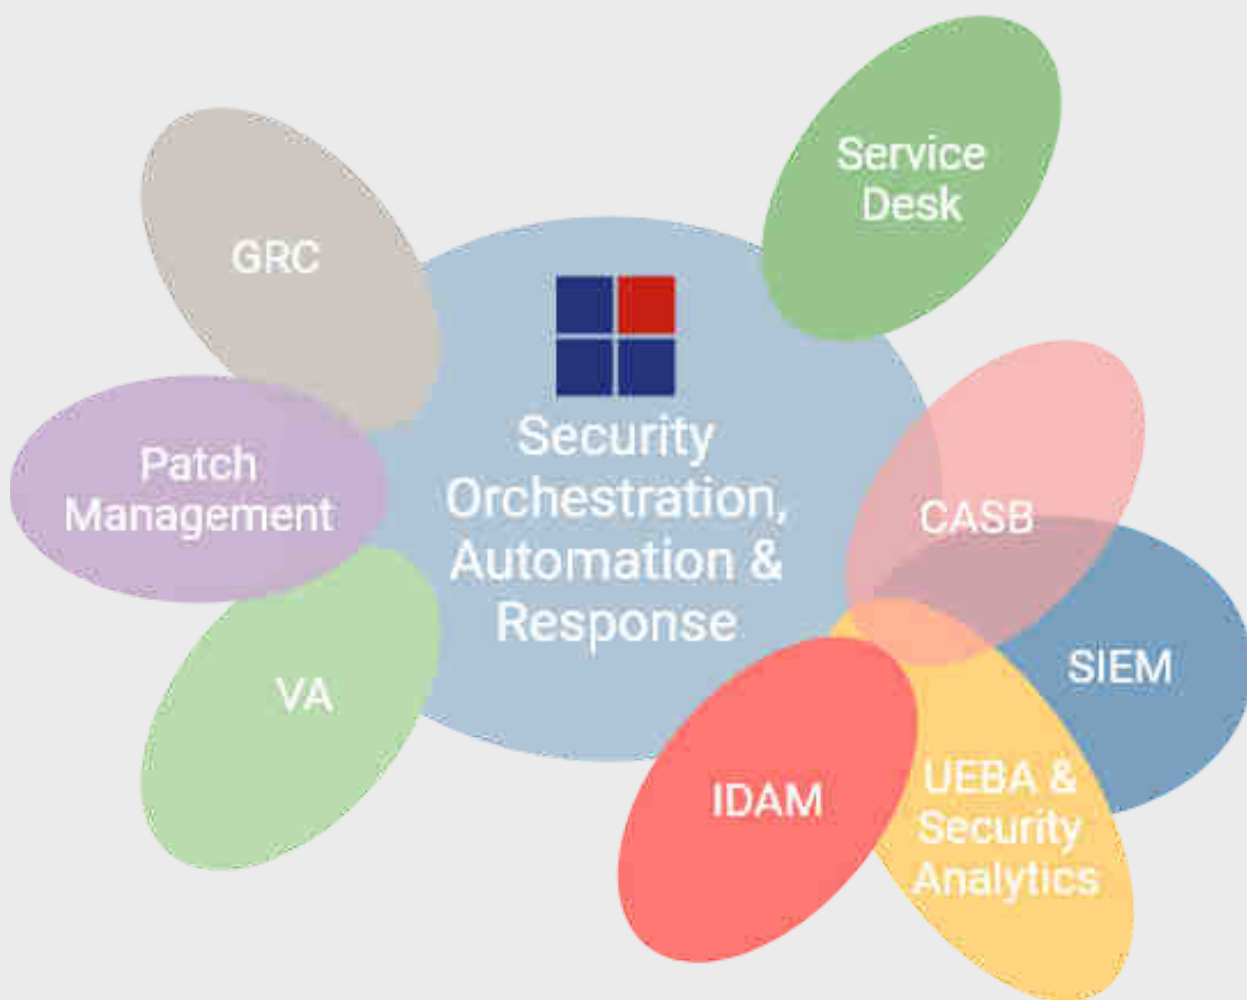 Service
Desk
GRC
Security
Orchestration,
Automation &
Response
Patch
Management
CASB
VA
SIEM
IDAM
UEBA &
Security
Analytics